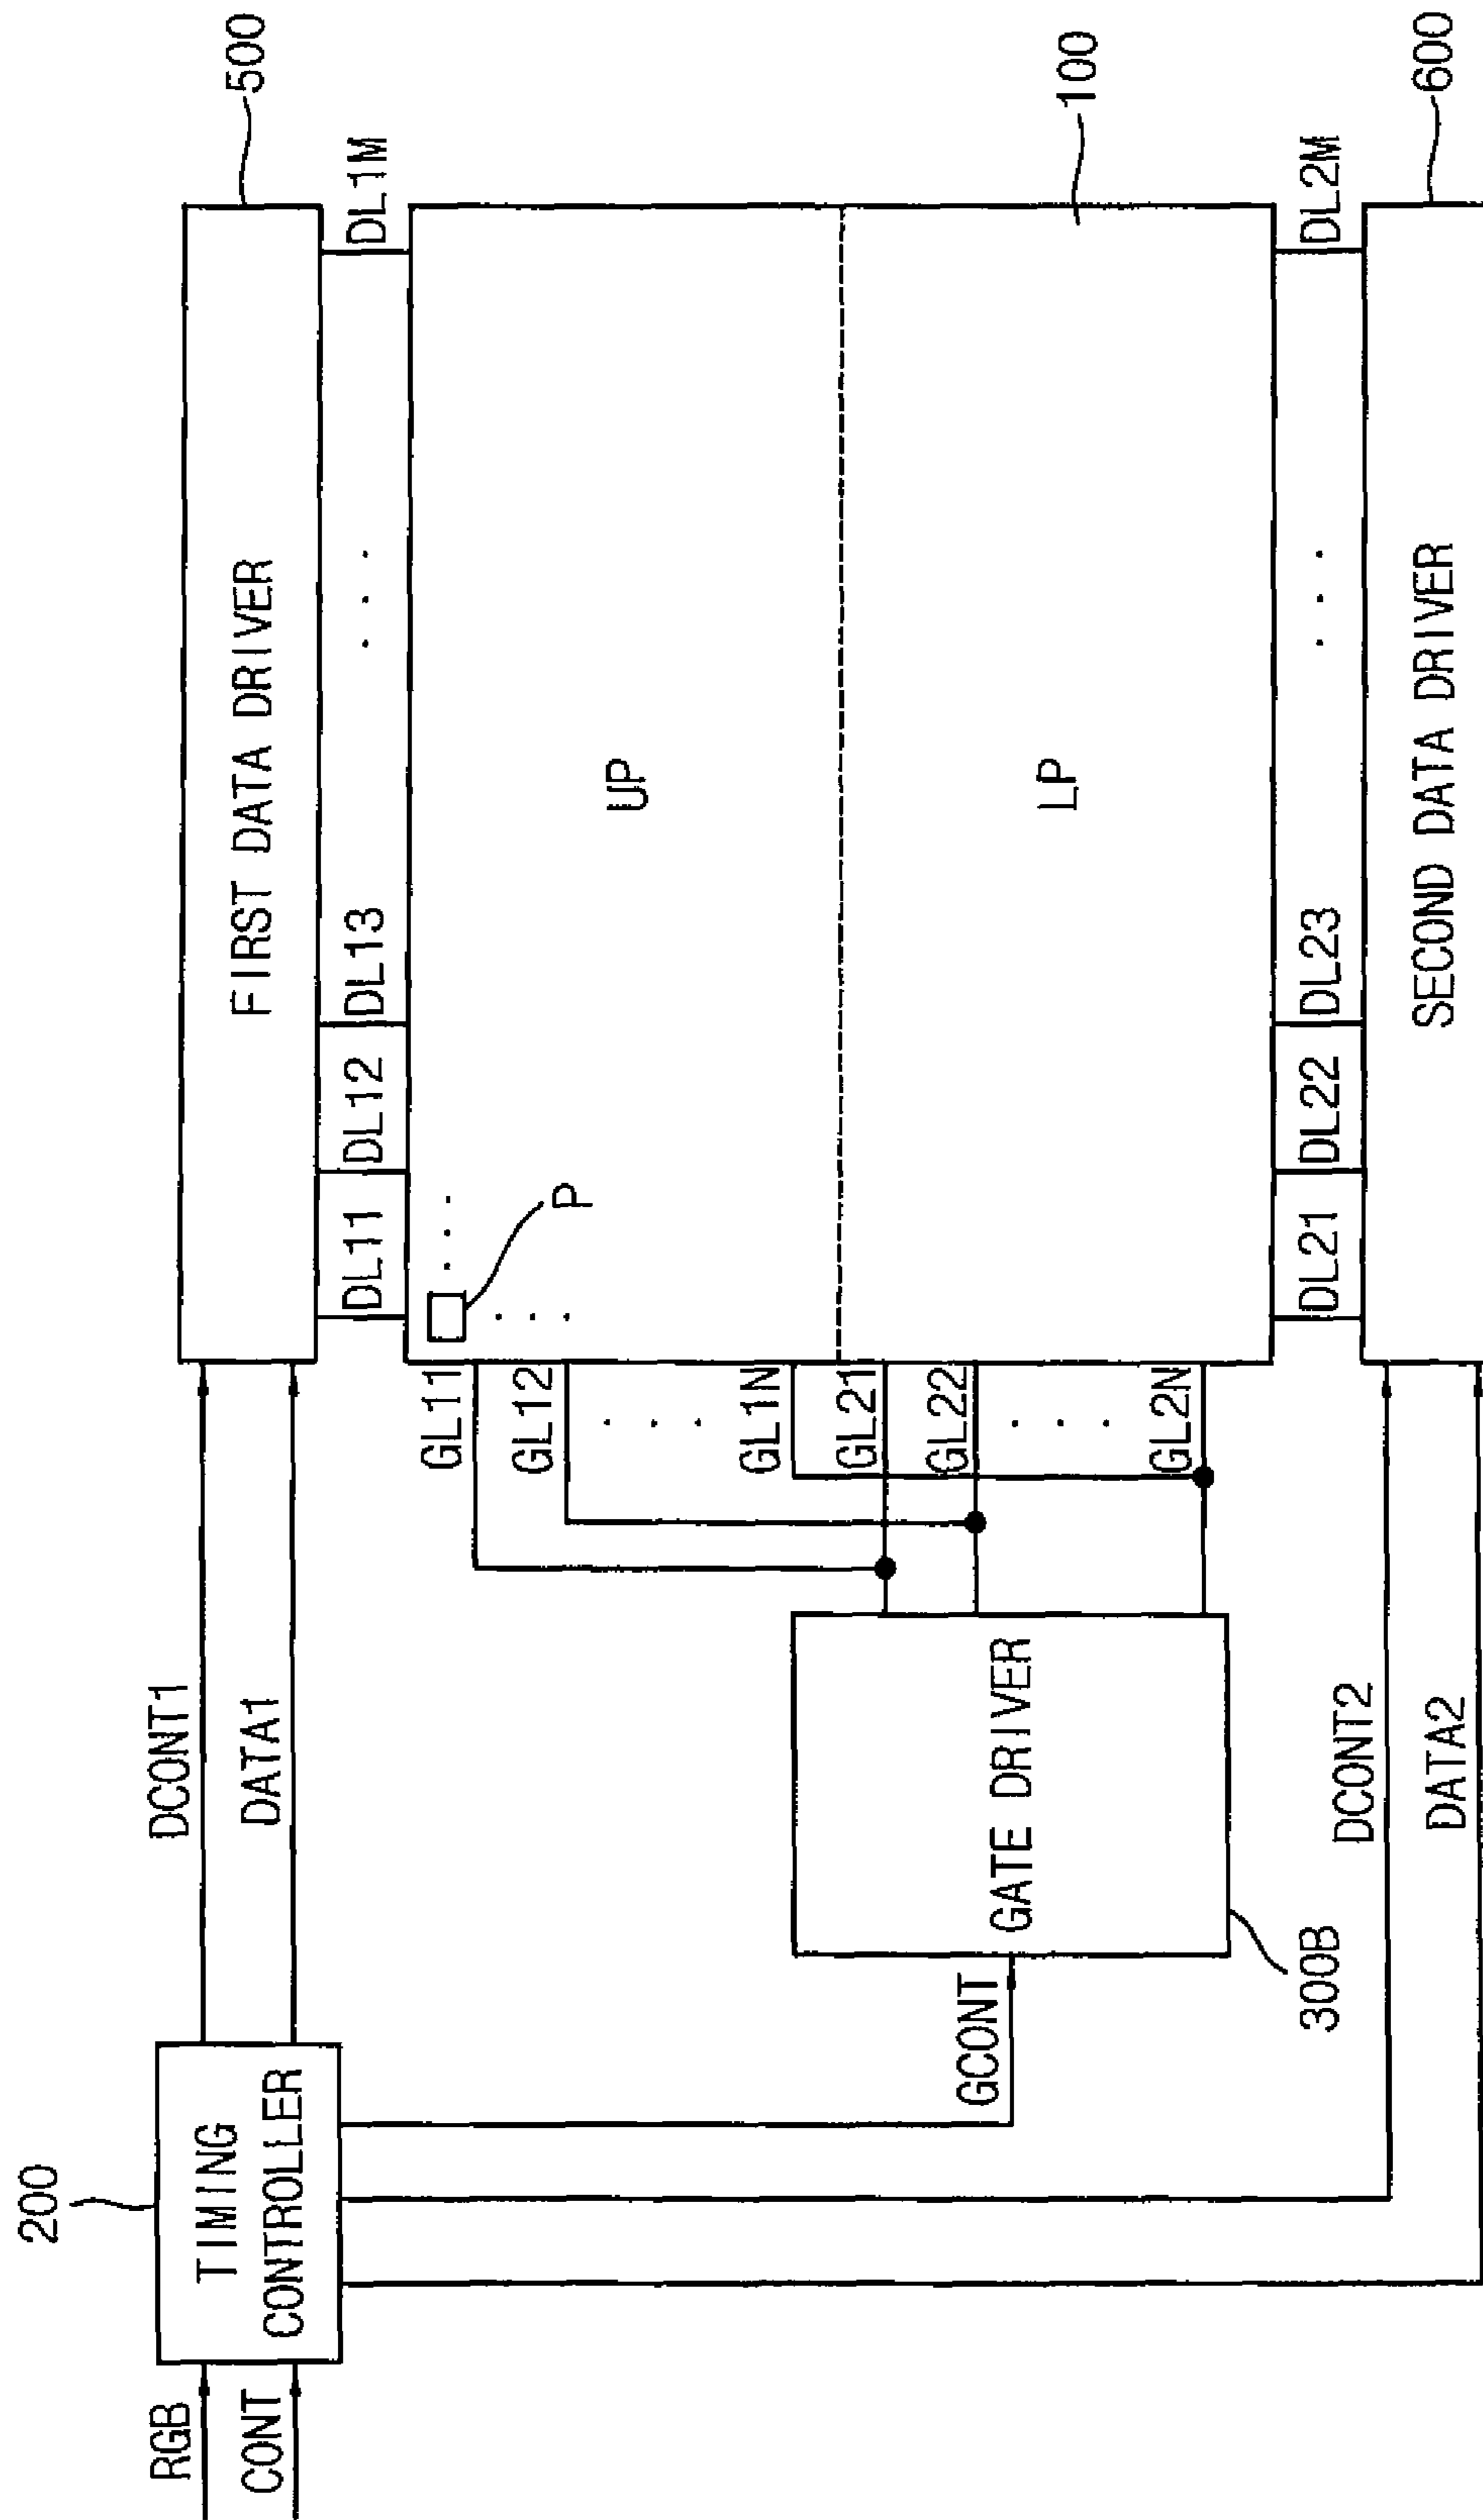 500
FIRST DATA DRIVER
DL11
DL12
DL13
. . .
DL1M
200
RGB
CONT
TIMING
CONTROLLER
DCONT1
DATA1
P
UP
100
GL11
GL12
GL1N
GL21
GL22
GL2N
LP
GCONT
GATE DRIVER
300B
DL21
DL22
DL23
. . .
DL2M
DCONT2
DATA2
SECOND DATA DRIVER
600